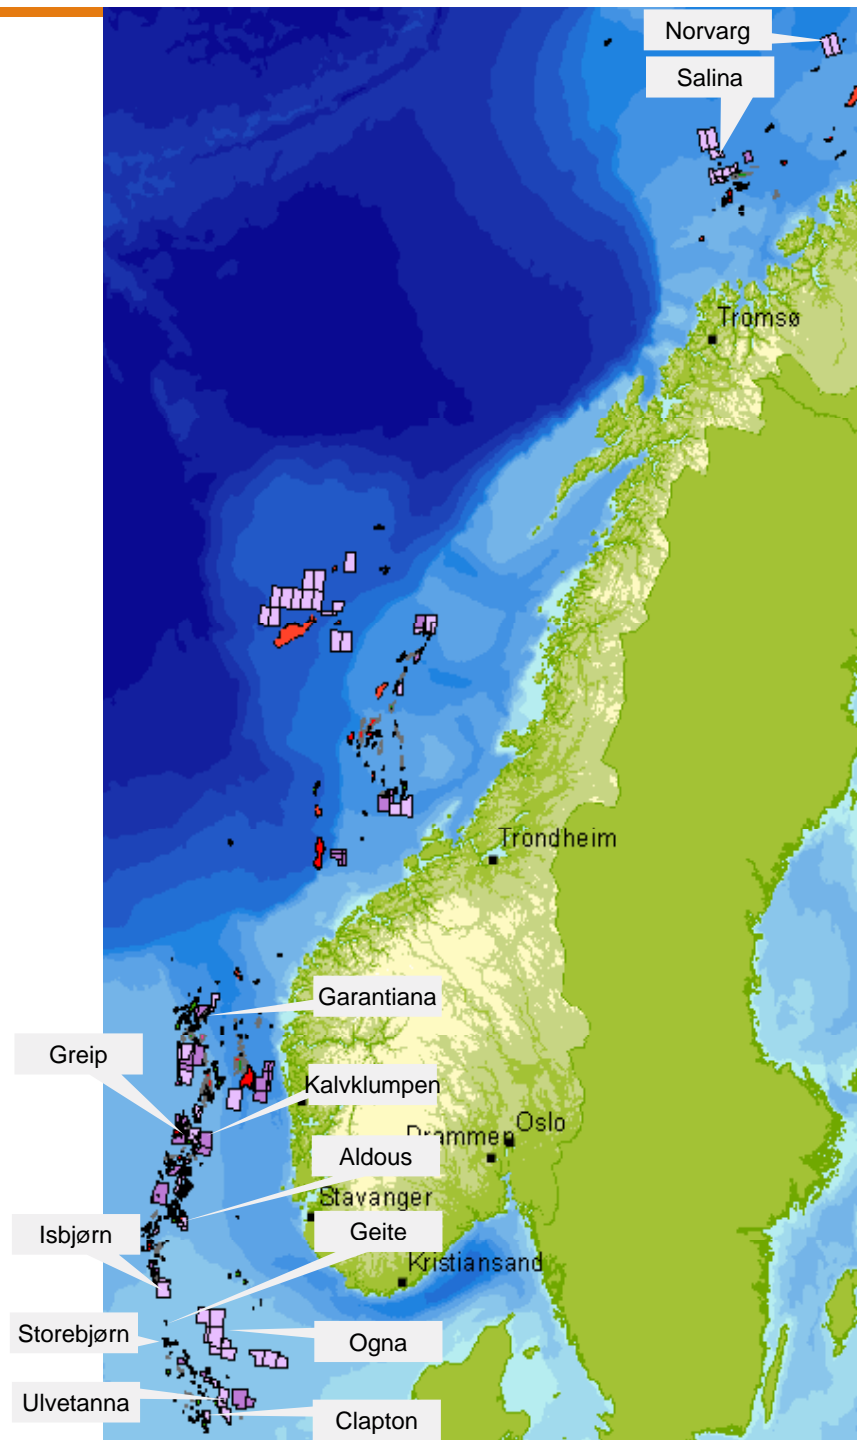 Norvarg
Salina
Tromsø
Trondheim
Garantiana
Greip
Kalvklumpen
Oslo
Drammen
Aldous
Stavanger
Isbjørn
Geite
Kristiansand
Storebjørn
Ogna
Ulvetanna
Clapton